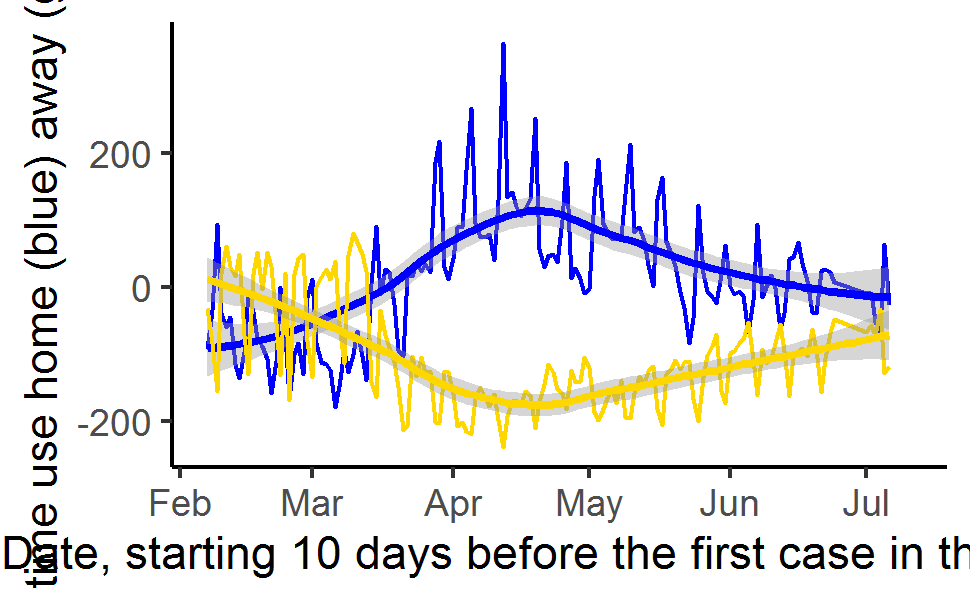 time use home (blue) away (
200
0
-200
Feb Mar Apr May Jun Jul
Date, starting 10 days before the first case in th